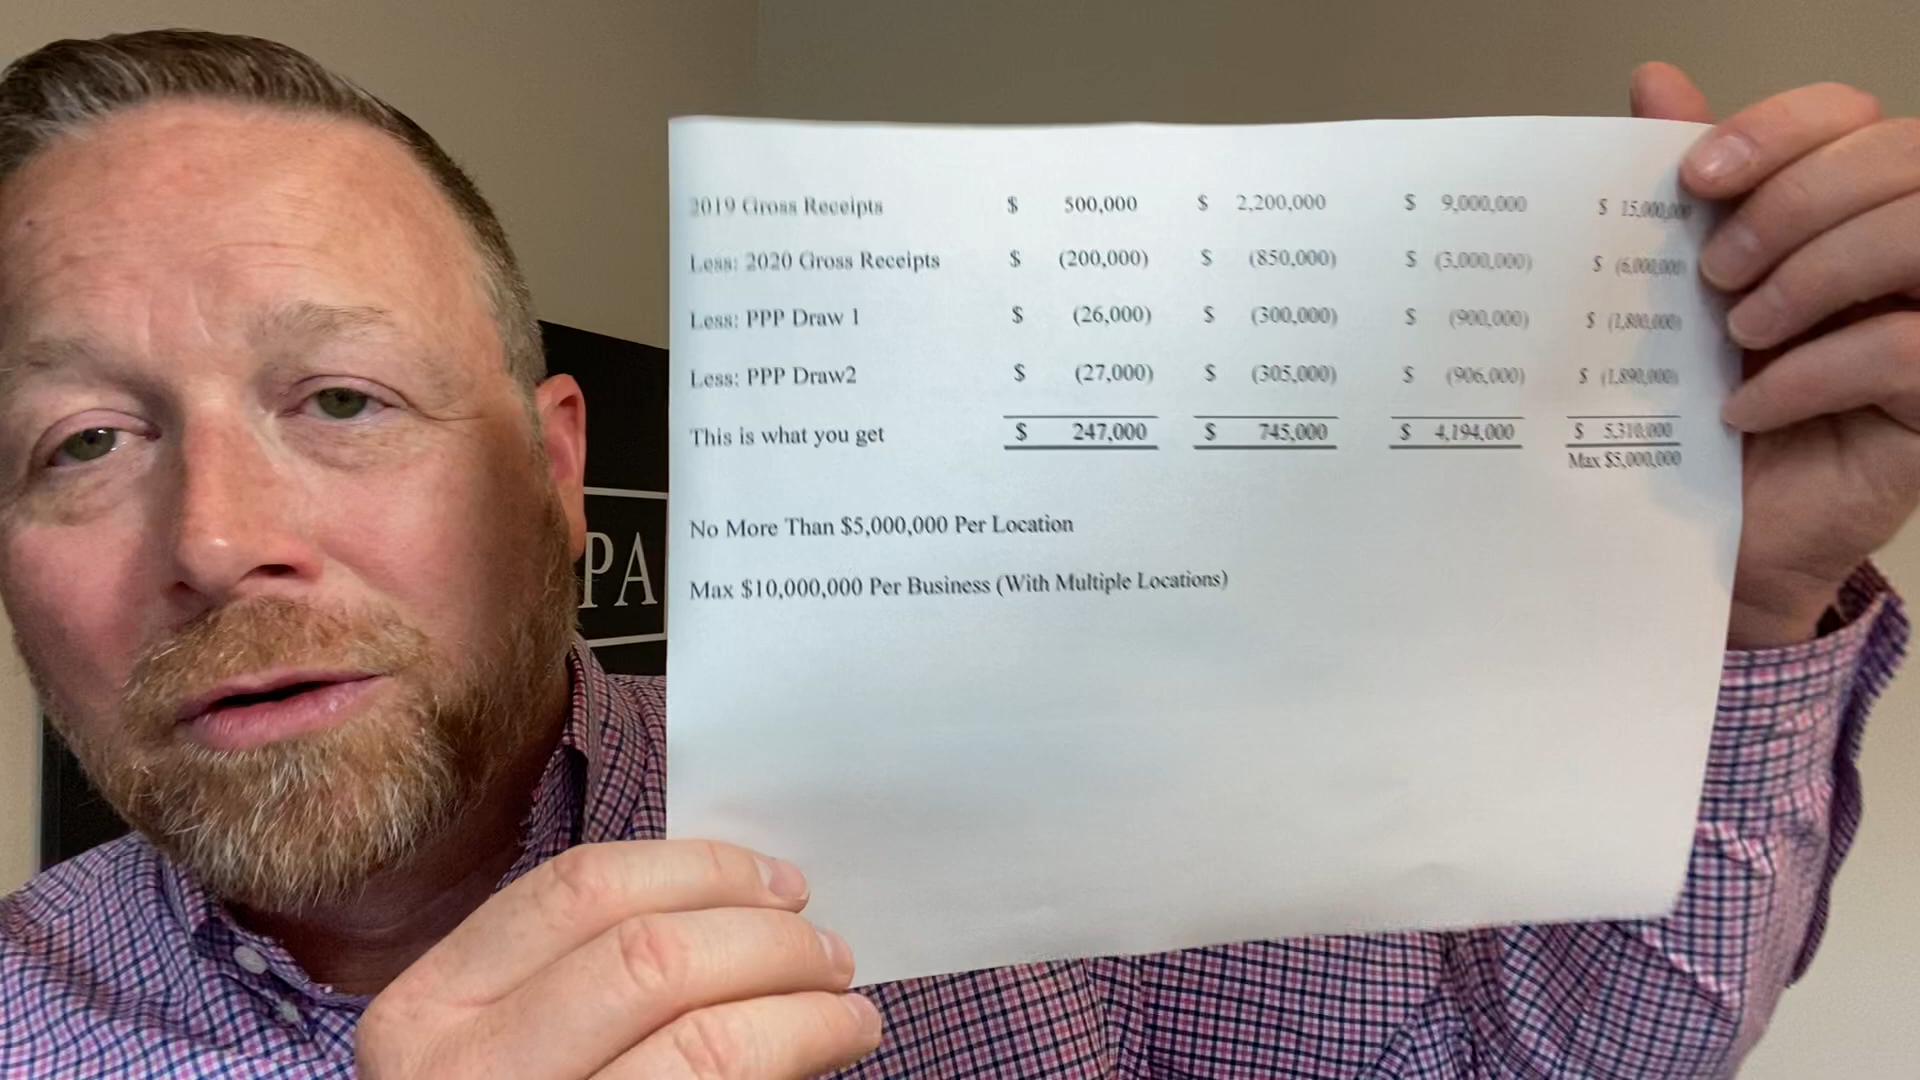 2019 Gross Receipts $ 500,000 $ 2,200,000 $ 9,000,000 $ 15,000,000
Less: 2020 Gross Receipts $ (200,000) $ (850,000) $ (3,000,000) $ (6,000,000)
Less: PPP Draw 1 $ (26,000) $ (300,000) $ (900,000) $ (1,800,000)
Less: PPP Draw2 $ (27,000) $ (305,000) $ (906,000) $ (1,890,000)
This is what you get $ 247,000 $ 745,000 $ 4,194,000 $ 5,310,000
Max $5,000,000
No More Than $5,000,000 Per Location
Max $10,000,000 Per Business (With Multiple Locations)
PA